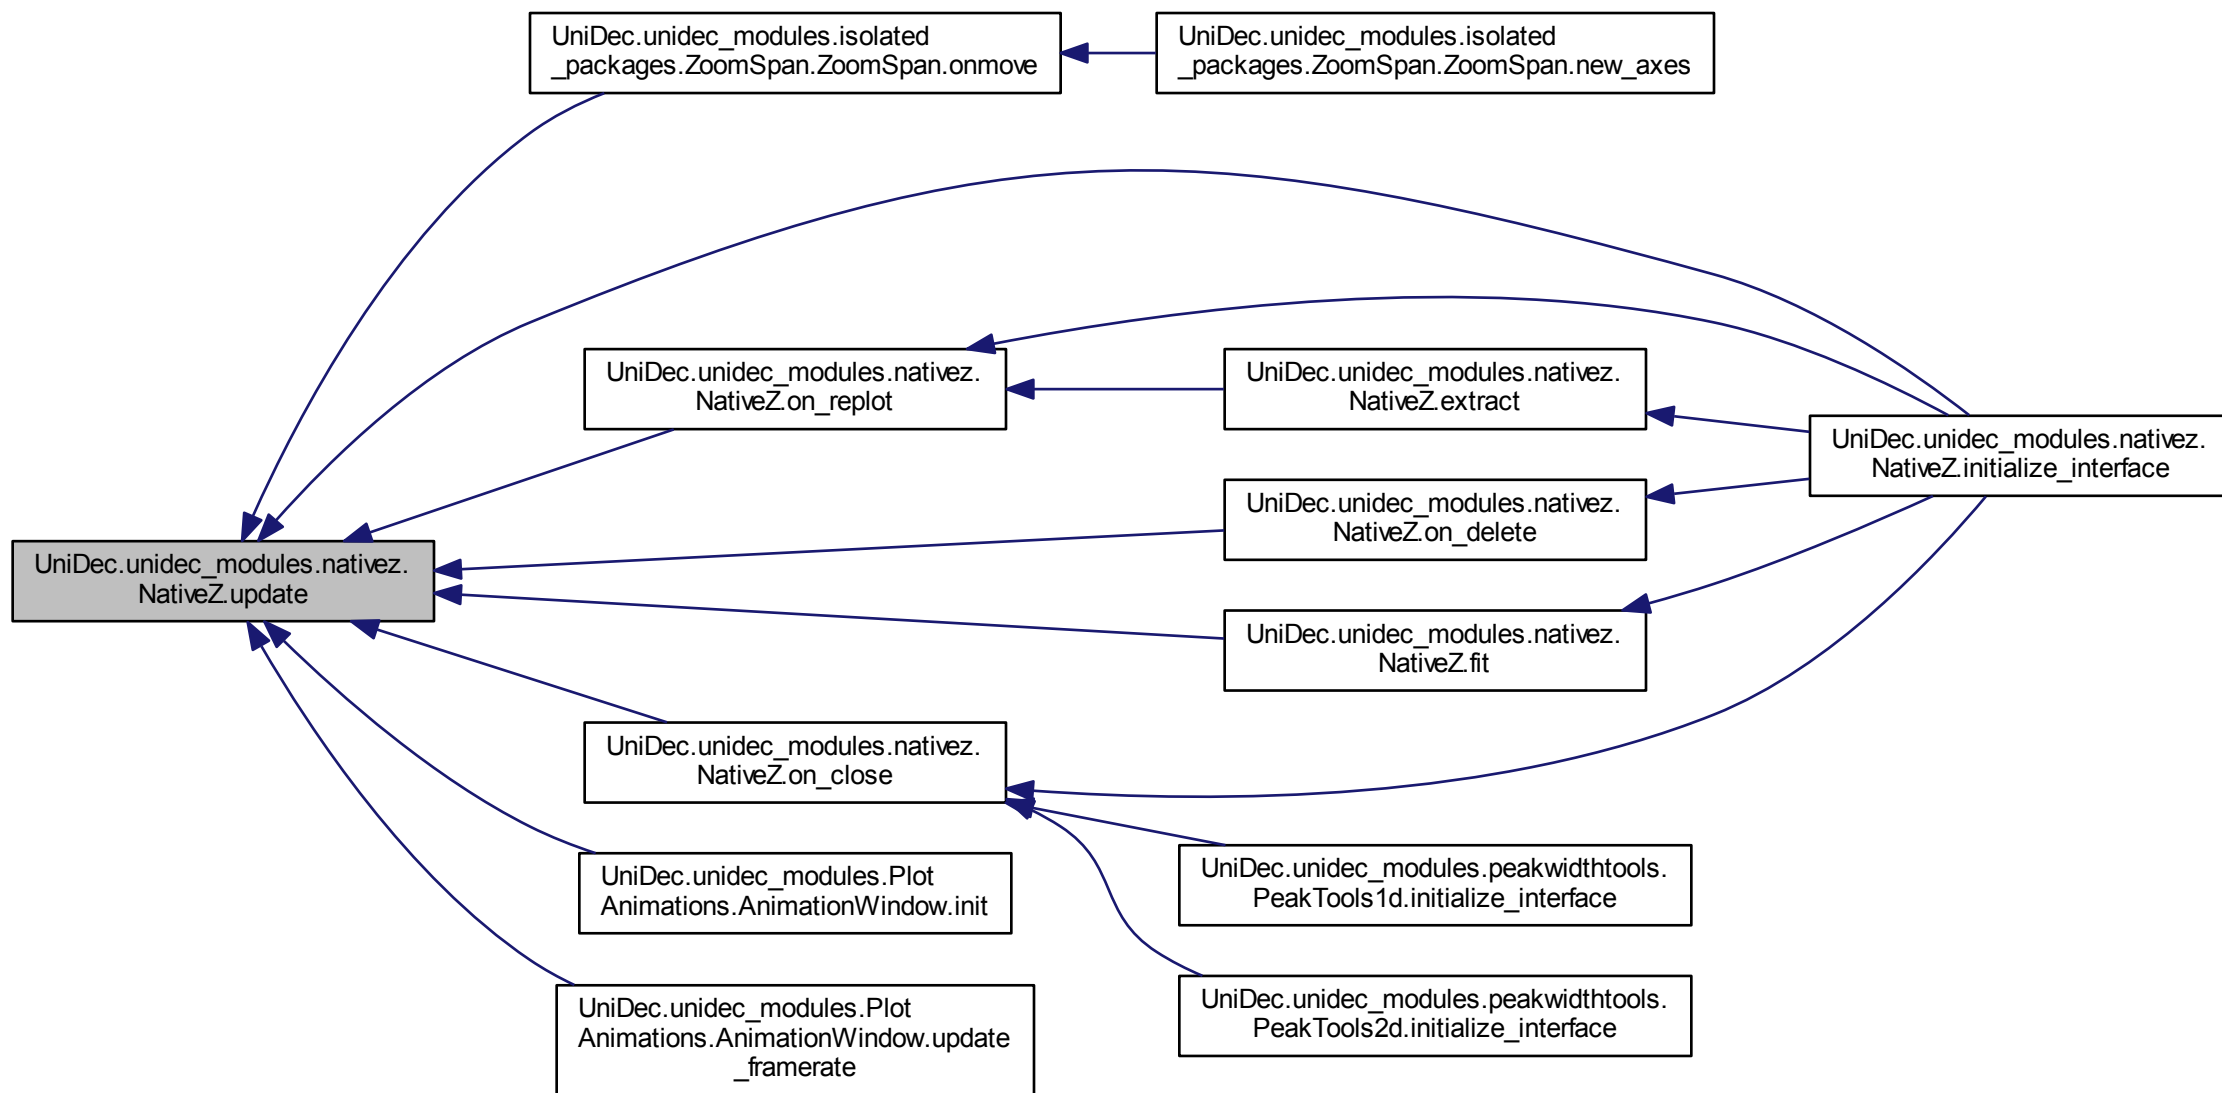 UniDec.unidec_modules.isolated
_packages.ZoomSpan.ZoomSpan.onmove
UniDec.unidec_modules.isolated
_packages.ZoomSpan.ZoomSpan.new_axes
UniDec.unidec_modules.nativez.
NativeZ.on_replot
UniDec.unidec_modules.nativez.
NativeZ.extract
UniDec.unidec_modules.nativez.
NativeZ.initialize_interface
UniDec.unidec_modules.nativez.
NativeZ.on_delete
UniDec.unidec_modules.nativez.
NativeZ.update
UniDec.unidec_modules.nativez.
NativeZ.fit
UniDec.unidec_modules.nativez.
NativeZ.on_close
UniDec.unidec_modules.peakwidthtools.
PeakTools1d.initialize_interface
UniDec.unidec_modules.Plot
Animations.AnimationWindow.init
UniDec.unidec_modules.peakwidthtools.
PeakTools2d.initialize_interface
UniDec.unidec_modules.Plot
Animations.AnimationWindow.update
_framerate